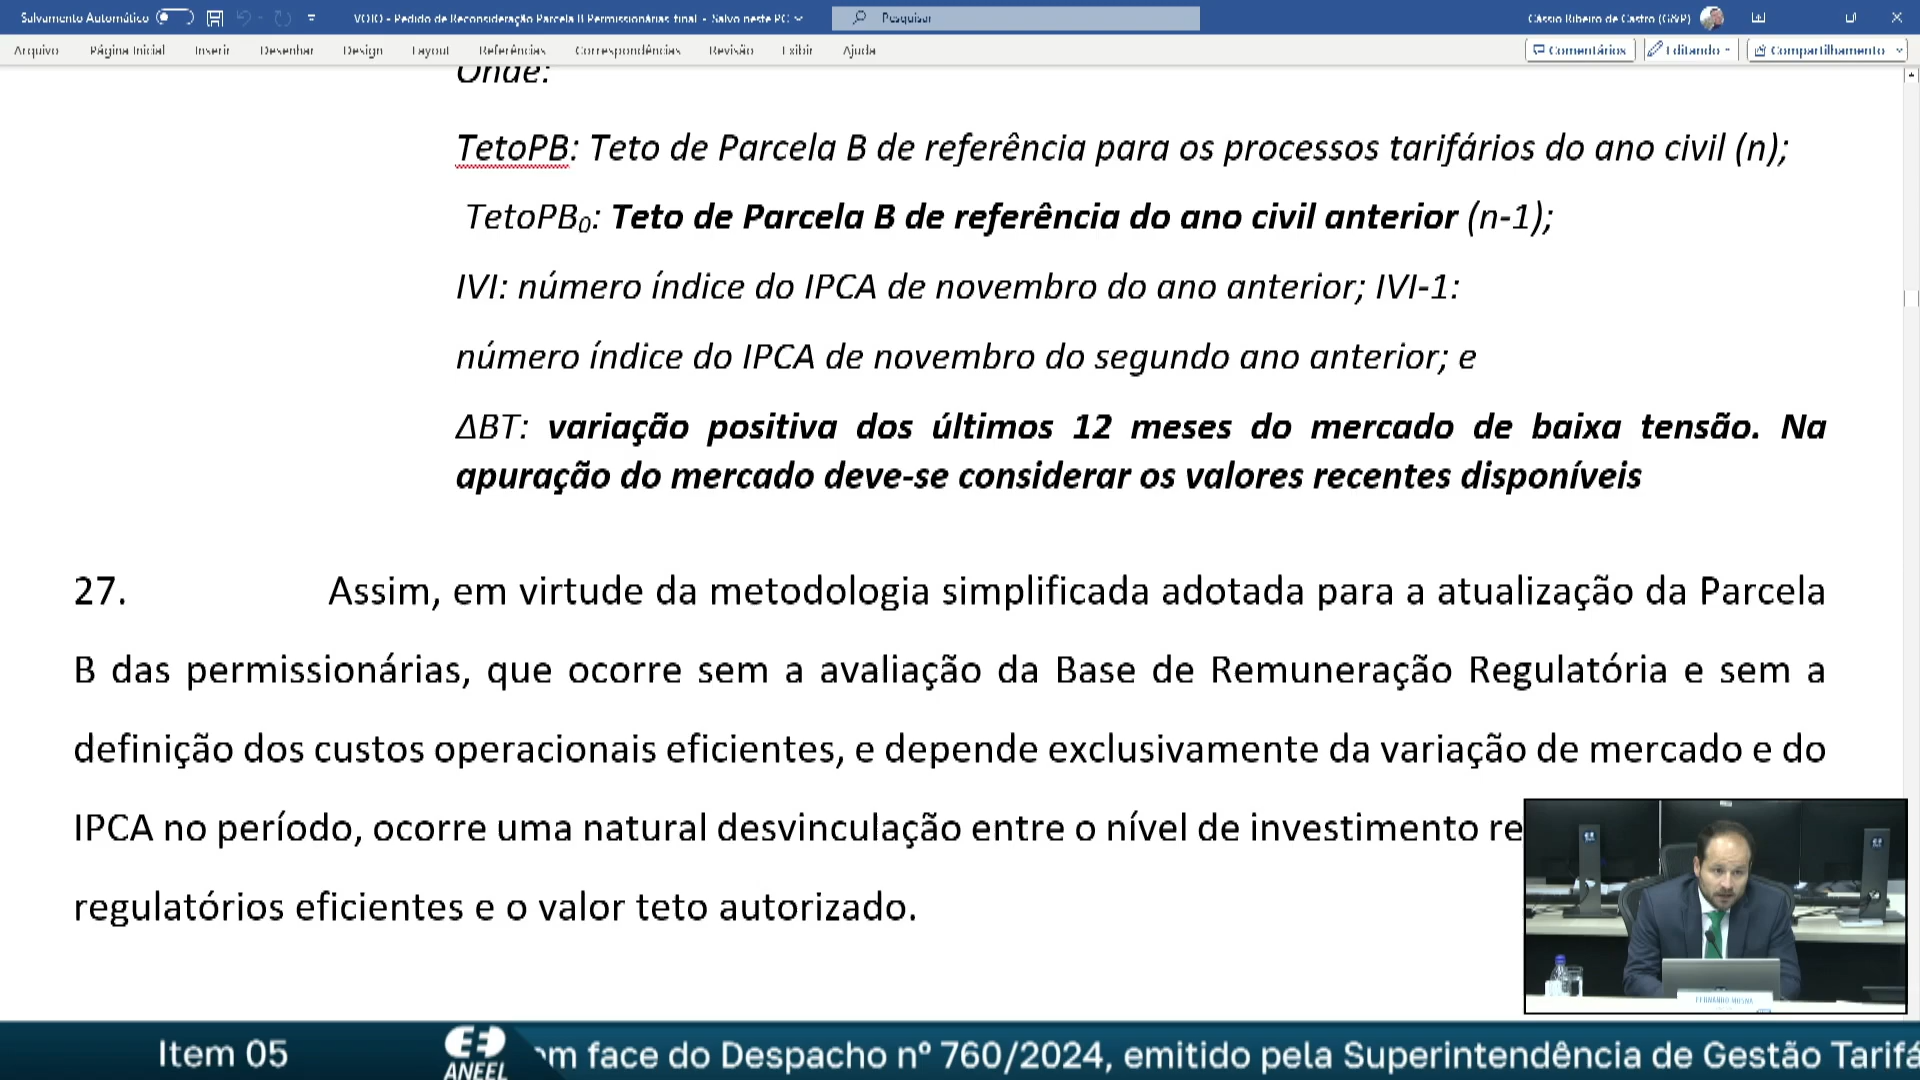 Salvamento Automático
VOTO - Pedido de Reconsideração Parcela B Permissionárias_final - Salvo neste PC
Pesquisar
Cássio Ribeiro de Castro (G&P)
Arquivo Página Inicial Inserir Desenhar Design Layout Referências Correspondências Revisão Exibir Ajuda
Comentários Editando Compartilhamento
Onde:
TetoPB: Teto de Parcela B de referência para os processos tarifários do ano civil (n);
TetoPB₀: Teto de Parcela B de referência do ano civil anterior (n-1);
IVI: número índice do IPCA de novembro do ano anterior; IVI-1:
número índice do IPCA de novembro do segundo ano anterior; e
ΔBT: variação positiva dos últimos 12 meses do mercado de baixa tensão. Na
apuração do mercado deve-se considerar os valores recentes disponíveis
27. Assim, em virtude da metodologia simplificada adotada para a atualização da Parcela
B das permissionárias, que ocorre sem a avaliação da Base de Remuneração Regulatória e sem a
definição dos custos operacionais eficientes, e depende exclusivamente da variação de mercado e do
IPCA no período, ocorre uma natural desvinculação entre o nível de investimento re
regulatórios eficientes e o valor teto autorizado.
FERNANDO MOSNA
Item 05
ANEEL
om face do Despacho nº 760/2024, emitido pela Superintendência de Gestão Tarifá